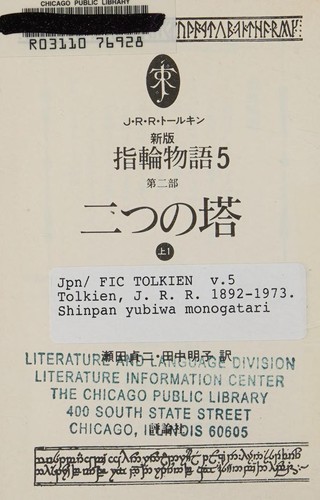 CHICAGO PUBLIC LIBRARY
R03110 76928
J・R・R・トールキン
新版
指輪物語5
第二部
二つの塔
上1
Jpn/ FIC TOLKIEN v.5
Tolkien, J. R. R. 1892-1973.
Shinpan yubiwa monogatari
瀬田貞二・田中明子 訳
LITERATURE AND LANGUAGE DIVISION
LITERATURE INFORMATION CENTER
THE CHICAGO PUBLIC LIBRARY
400 SOUTH STATE STREET
評論社
CHICAGO, ILLINOIS 60605